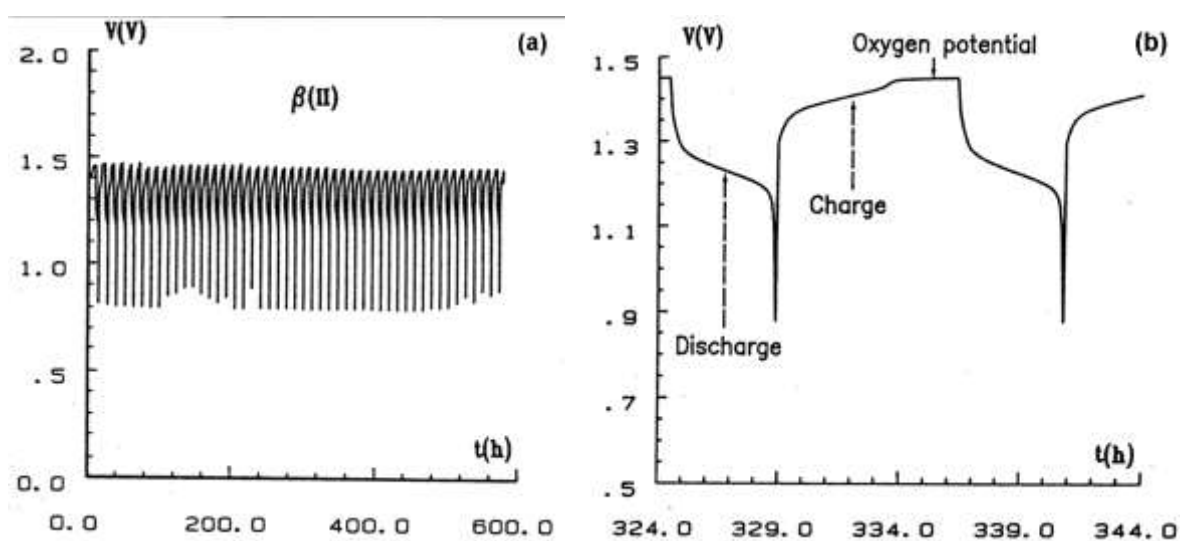 V(V)
(a)
2.0
β(II)
1.5
1.0
.5
t(h)
0.0
0.0 200.0 400.0 600.0
V(V)
Oxygen potential
(b)
1.5
1.3
Charge
1.1
.9
Discharge
.7
t(h)
.5
324.0 329.0 334.0 339.0 344.0